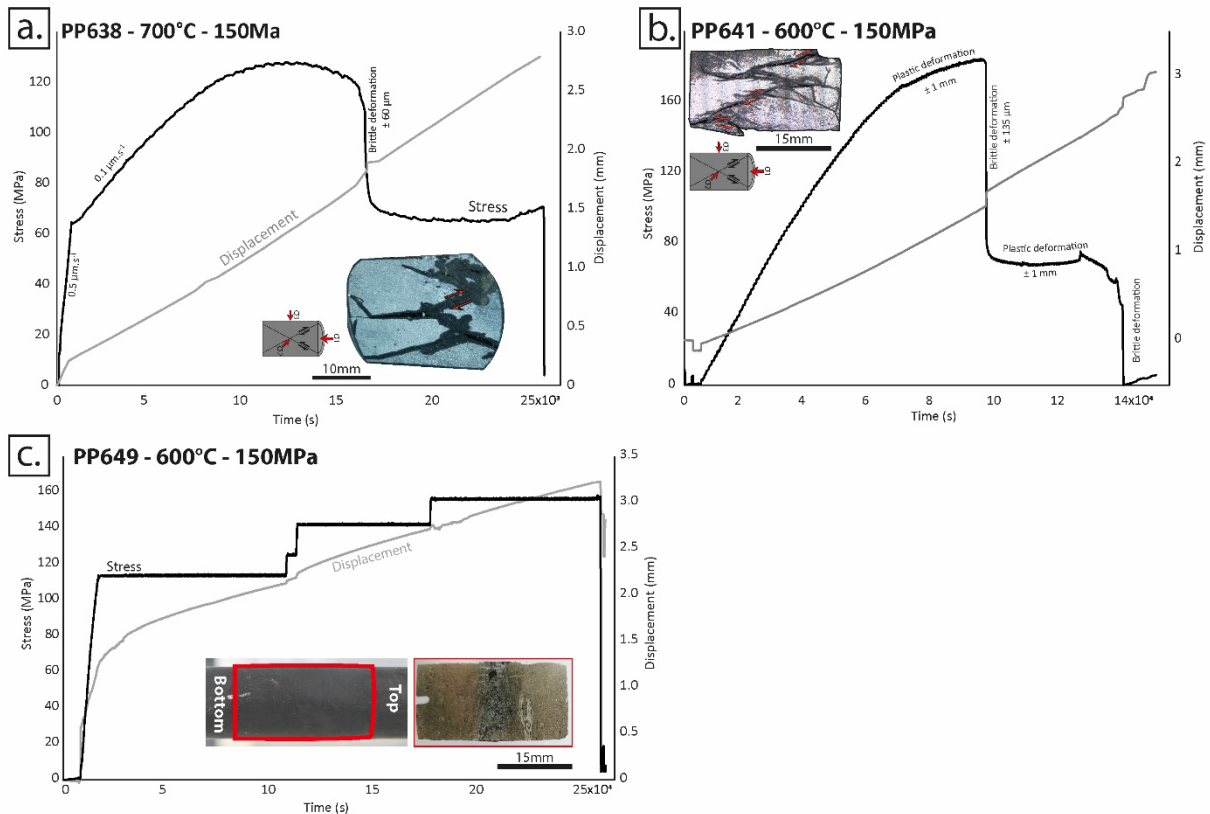 a.
PP638 - 700°C - 150Ma
Stress (MPa)
120
100
80
60
40
20
0
0.5 µm.s⁻¹
0.1 µm.s⁻¹
Displacement
Brittle deformation
± 60 µm
Stress
σ3
σ2
σ1
10mm
0
5
10
15
20
25x10³
Time (s)
3.0
2.5
2.0
1.5
1.0
0.5
0
Displacement (mm)
b.
PP641 - 600°C - 150MPa
Stress (MPa)
160
120
80
40
0
15mm
σ3
σ2
σ1
Plastic deformation
± 1 mm
Brittle deformation
± 135 µm
Plastic deformation
± 1 mm
Brittle deformation
0
2
4
6
8
10
12
14x10⁴
Time (s)
3
2
1
0
Displacement (mm)
c.
PP649 - 600°C - 150MPa
Stress (MPa)
160
140
120
100
80
60
40
20
0
Stress
Displacement
Bottom
Top
15mm
0
5
10
15
20
25x10⁴
Time (s)
3.5
3.0
2.5
2.0
1.5
1.0
0.5
0
Displacement (mm)